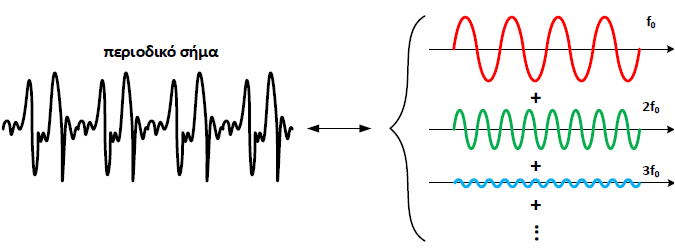 περιοδικό σήμα
f₀
+
2f₀
+
3f₀
+
⋮